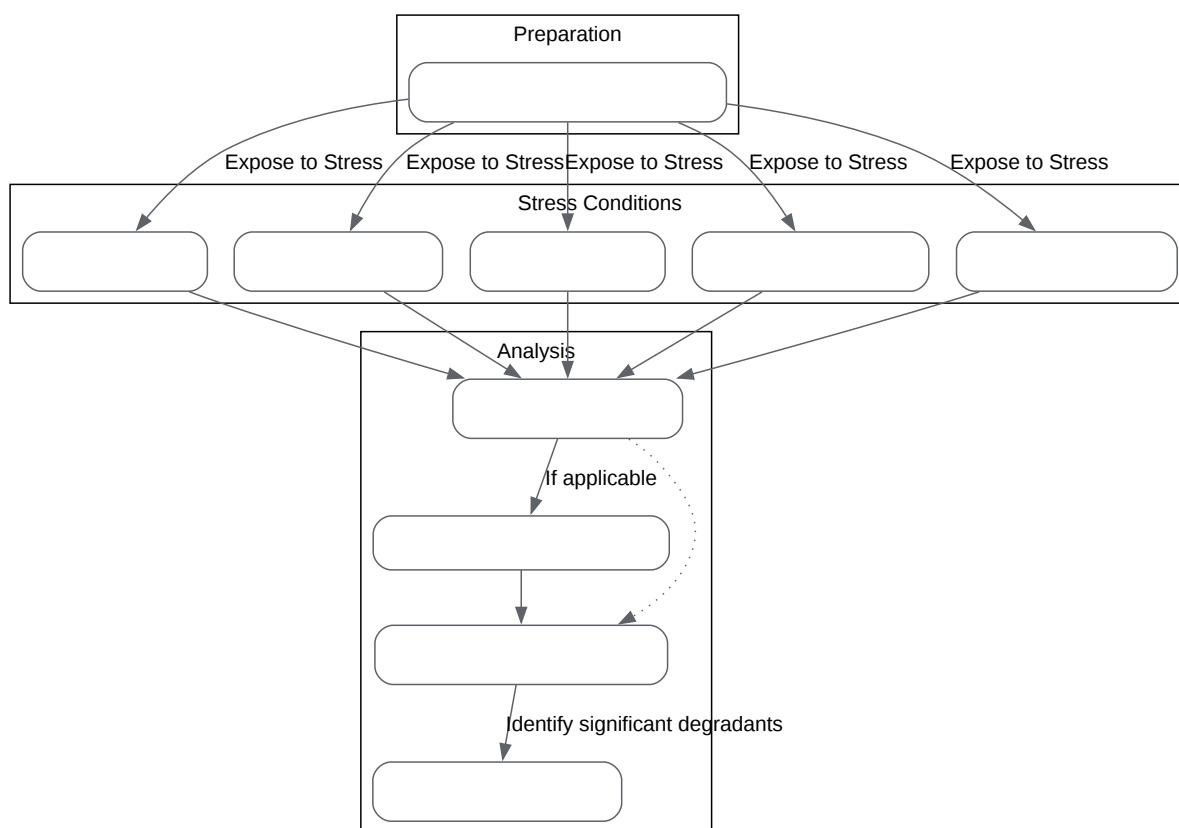 Preparation
Expose to Stress
Expose to Stress
Expose to Stress
Expose to Stress
Expose to Stress
Stress Conditions
Analysis
If applicable
Identify significant degradants